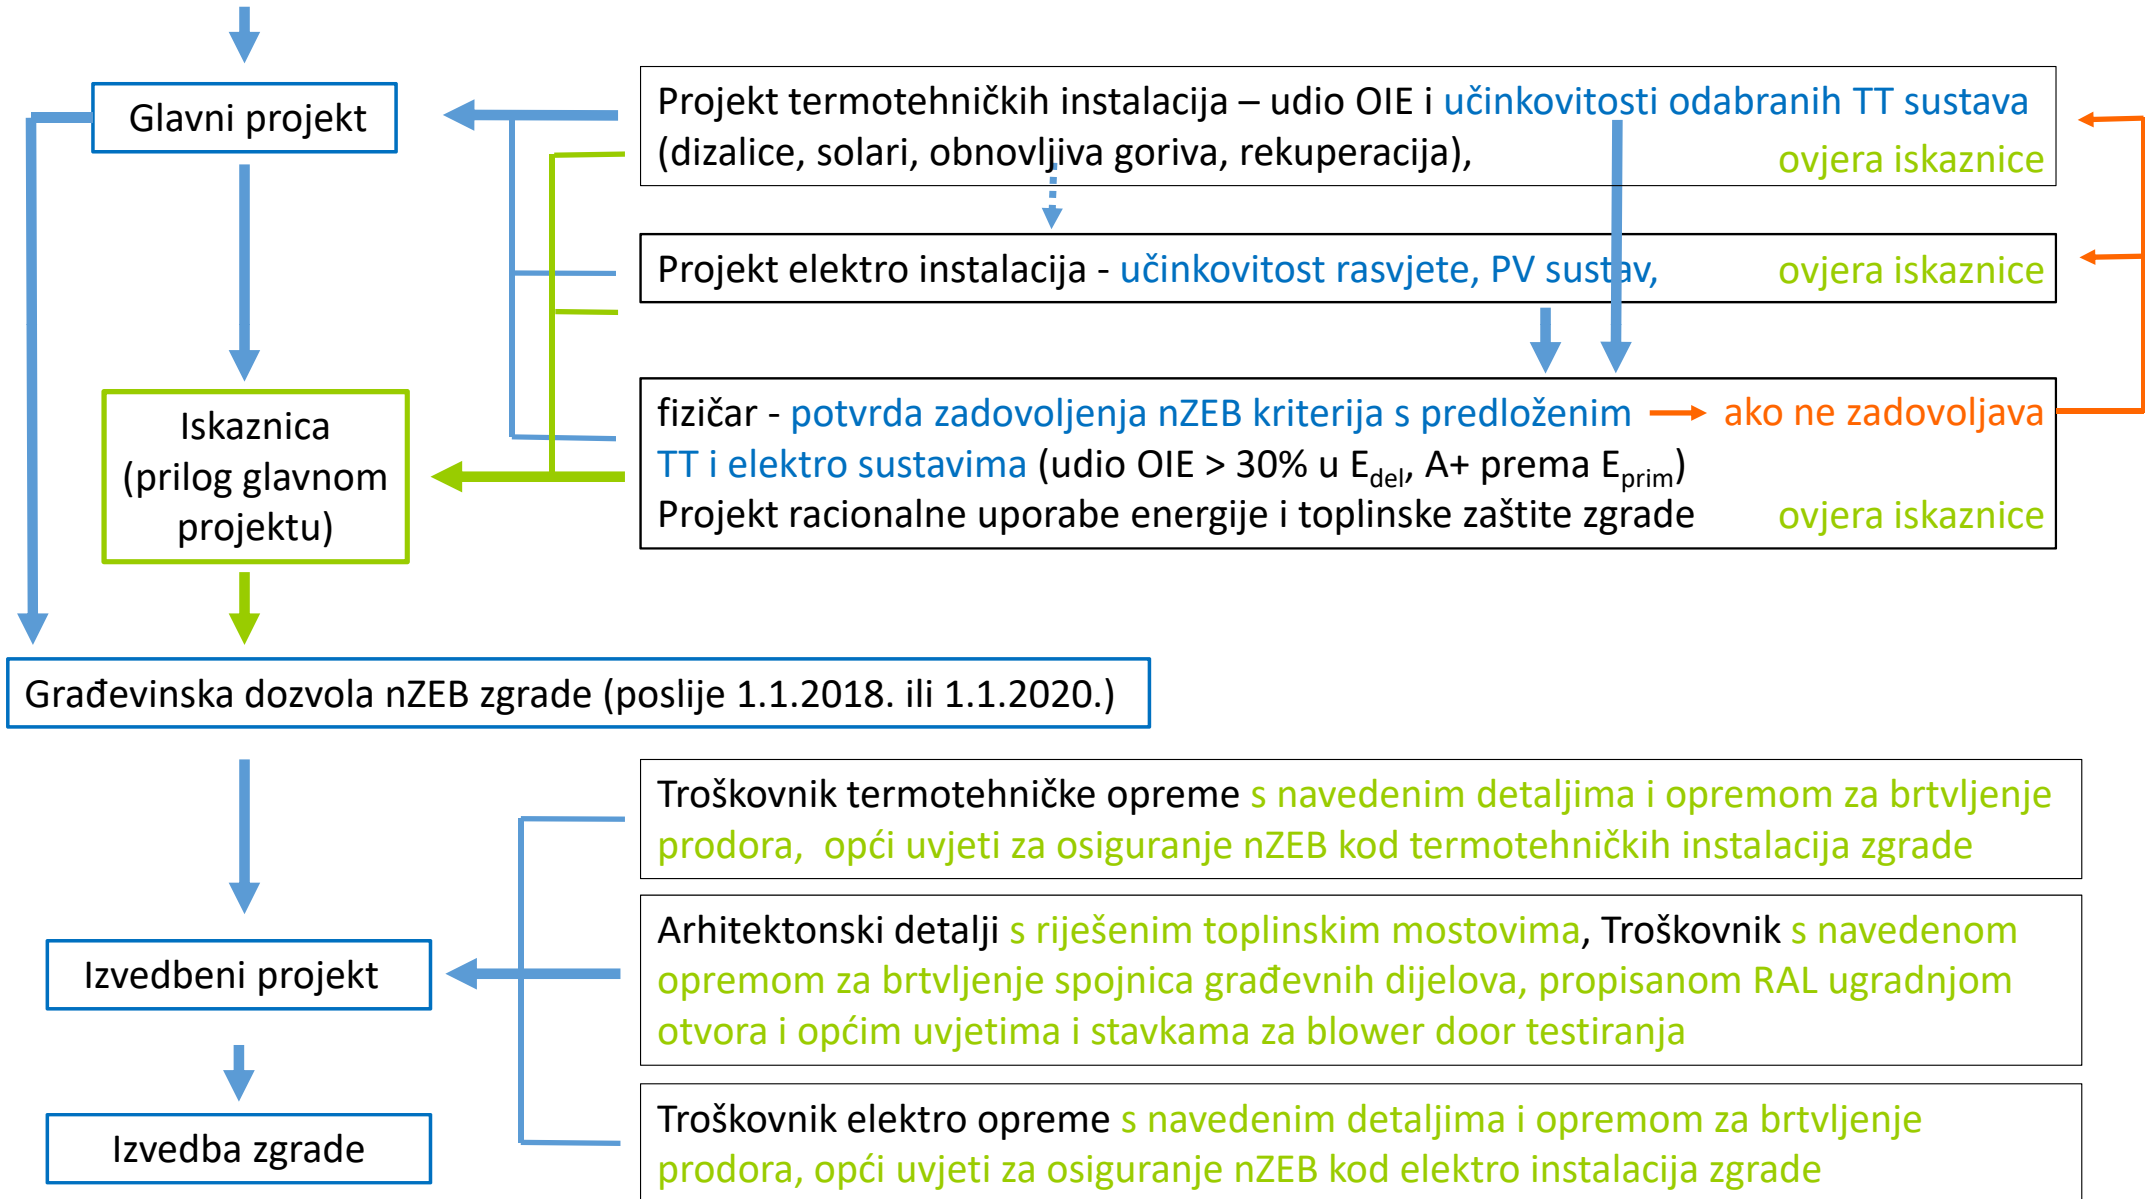 Glavni projekt
Projekt termotehničkih instalacija – udio OIE i učinkovitosti odabranih TT sustava
(dizalice, solari, obnovljiva goriva, rekuperacija), ovjera iskaznice
Projekt elektro instalacija - učinkovitost rasvjete, PV sustav, ovjera iskaznice
Iskaznica
(prilog glavnom
projektu)
fizičar - potvrda zadovoljenja nZEB kriterija s predloženim ako ne zadovoljava
TT i elektro sustavima (udio OIE > 30% u Edel, A+ prema Eprim)
Projekt racionalne uporabe energije i toplinske zaštite zgrade ovjera iskaznice
Građevinska dozvola nZEB zgrade (poslije 1.1.2018. ili 1.1.2020.)
Troškovnik termotehničke opreme s navedenim detaljima i opremom za brtvljenje
prodora, opći uvjeti za osiguranje nZEB kod termotehničkih instalacija zgrade
Izvedbeni projekt
Arhitektonski detalji s riješenim toplinskim mostovima, Troškovnik s navedenom
opremom za brtvljenje spojnica građevnih dijelova, propisanom RAL ugradnjom
otvora i općim uvjetima i stavkama za blower door testiranja
Izvedba zgrade
Troškovnik elektro opreme s navedenim detaljima i opremom za brtvljenje
prodora, opći uvjeti za osiguranje nZEB kod elektro instalacija zgrade